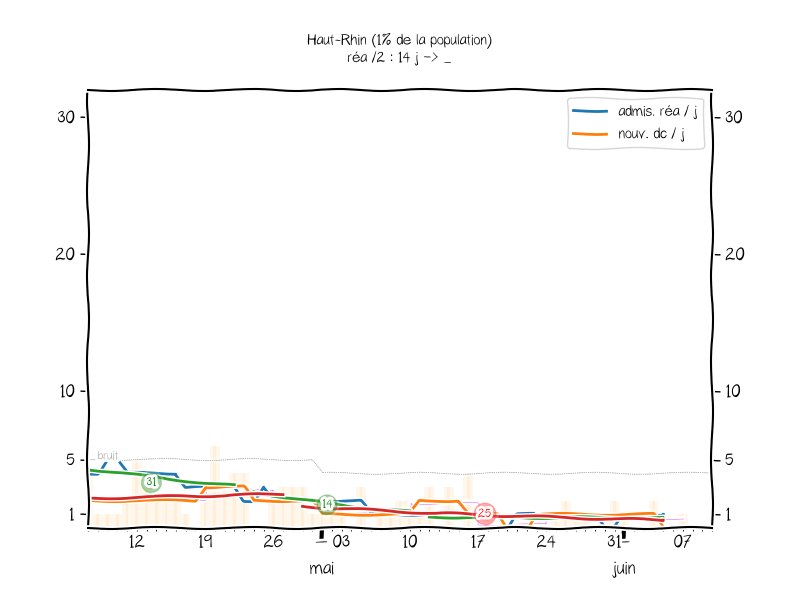 Haut-Rhin (1% de la population)
réa /2 : 14 j -> _
admis. réa / j
nouv. dc / j
30
30
20
20
10
10
bruit
5
5
31
14
25
1
1
12 19 26 03 10 17 24 31 07
mai juin